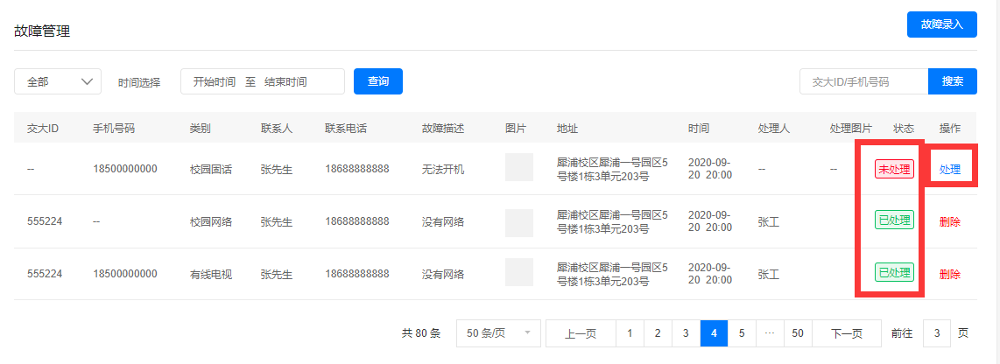 故障管理
故障录入
全部 时间选择 开始时间 至 结束时间 查询 交大ID/手机号码 搜索
交大ID 手机号码 类别 联系人 联系电话 故障描述 图片 地址 时间 处理人 处理图片 状态 操作
-- 18500000000 校园固话 张先生 18688888888 无法开机 犀浦校区犀浦一号园区5号楼1栋3单元203号 2020-09-20 20:00 -- -- 未处理 处理
555224 -- 校园网络 张先生 18688888888 没有网络 犀浦校区犀浦一号园区5号楼1栋3单元203号 2020-09-20 20:00 张工 已处理 删除
555224 18500000000 有线电视 张先生 18688888888 没有网络 犀浦校区犀浦一号园区5号楼1栋3单元203号 2020-09-20 20:00 张工 已处理 删除
共 80 条 50 条/页 上一页 1 2 3 4 5 ··· 50 下一页 前往 3 页